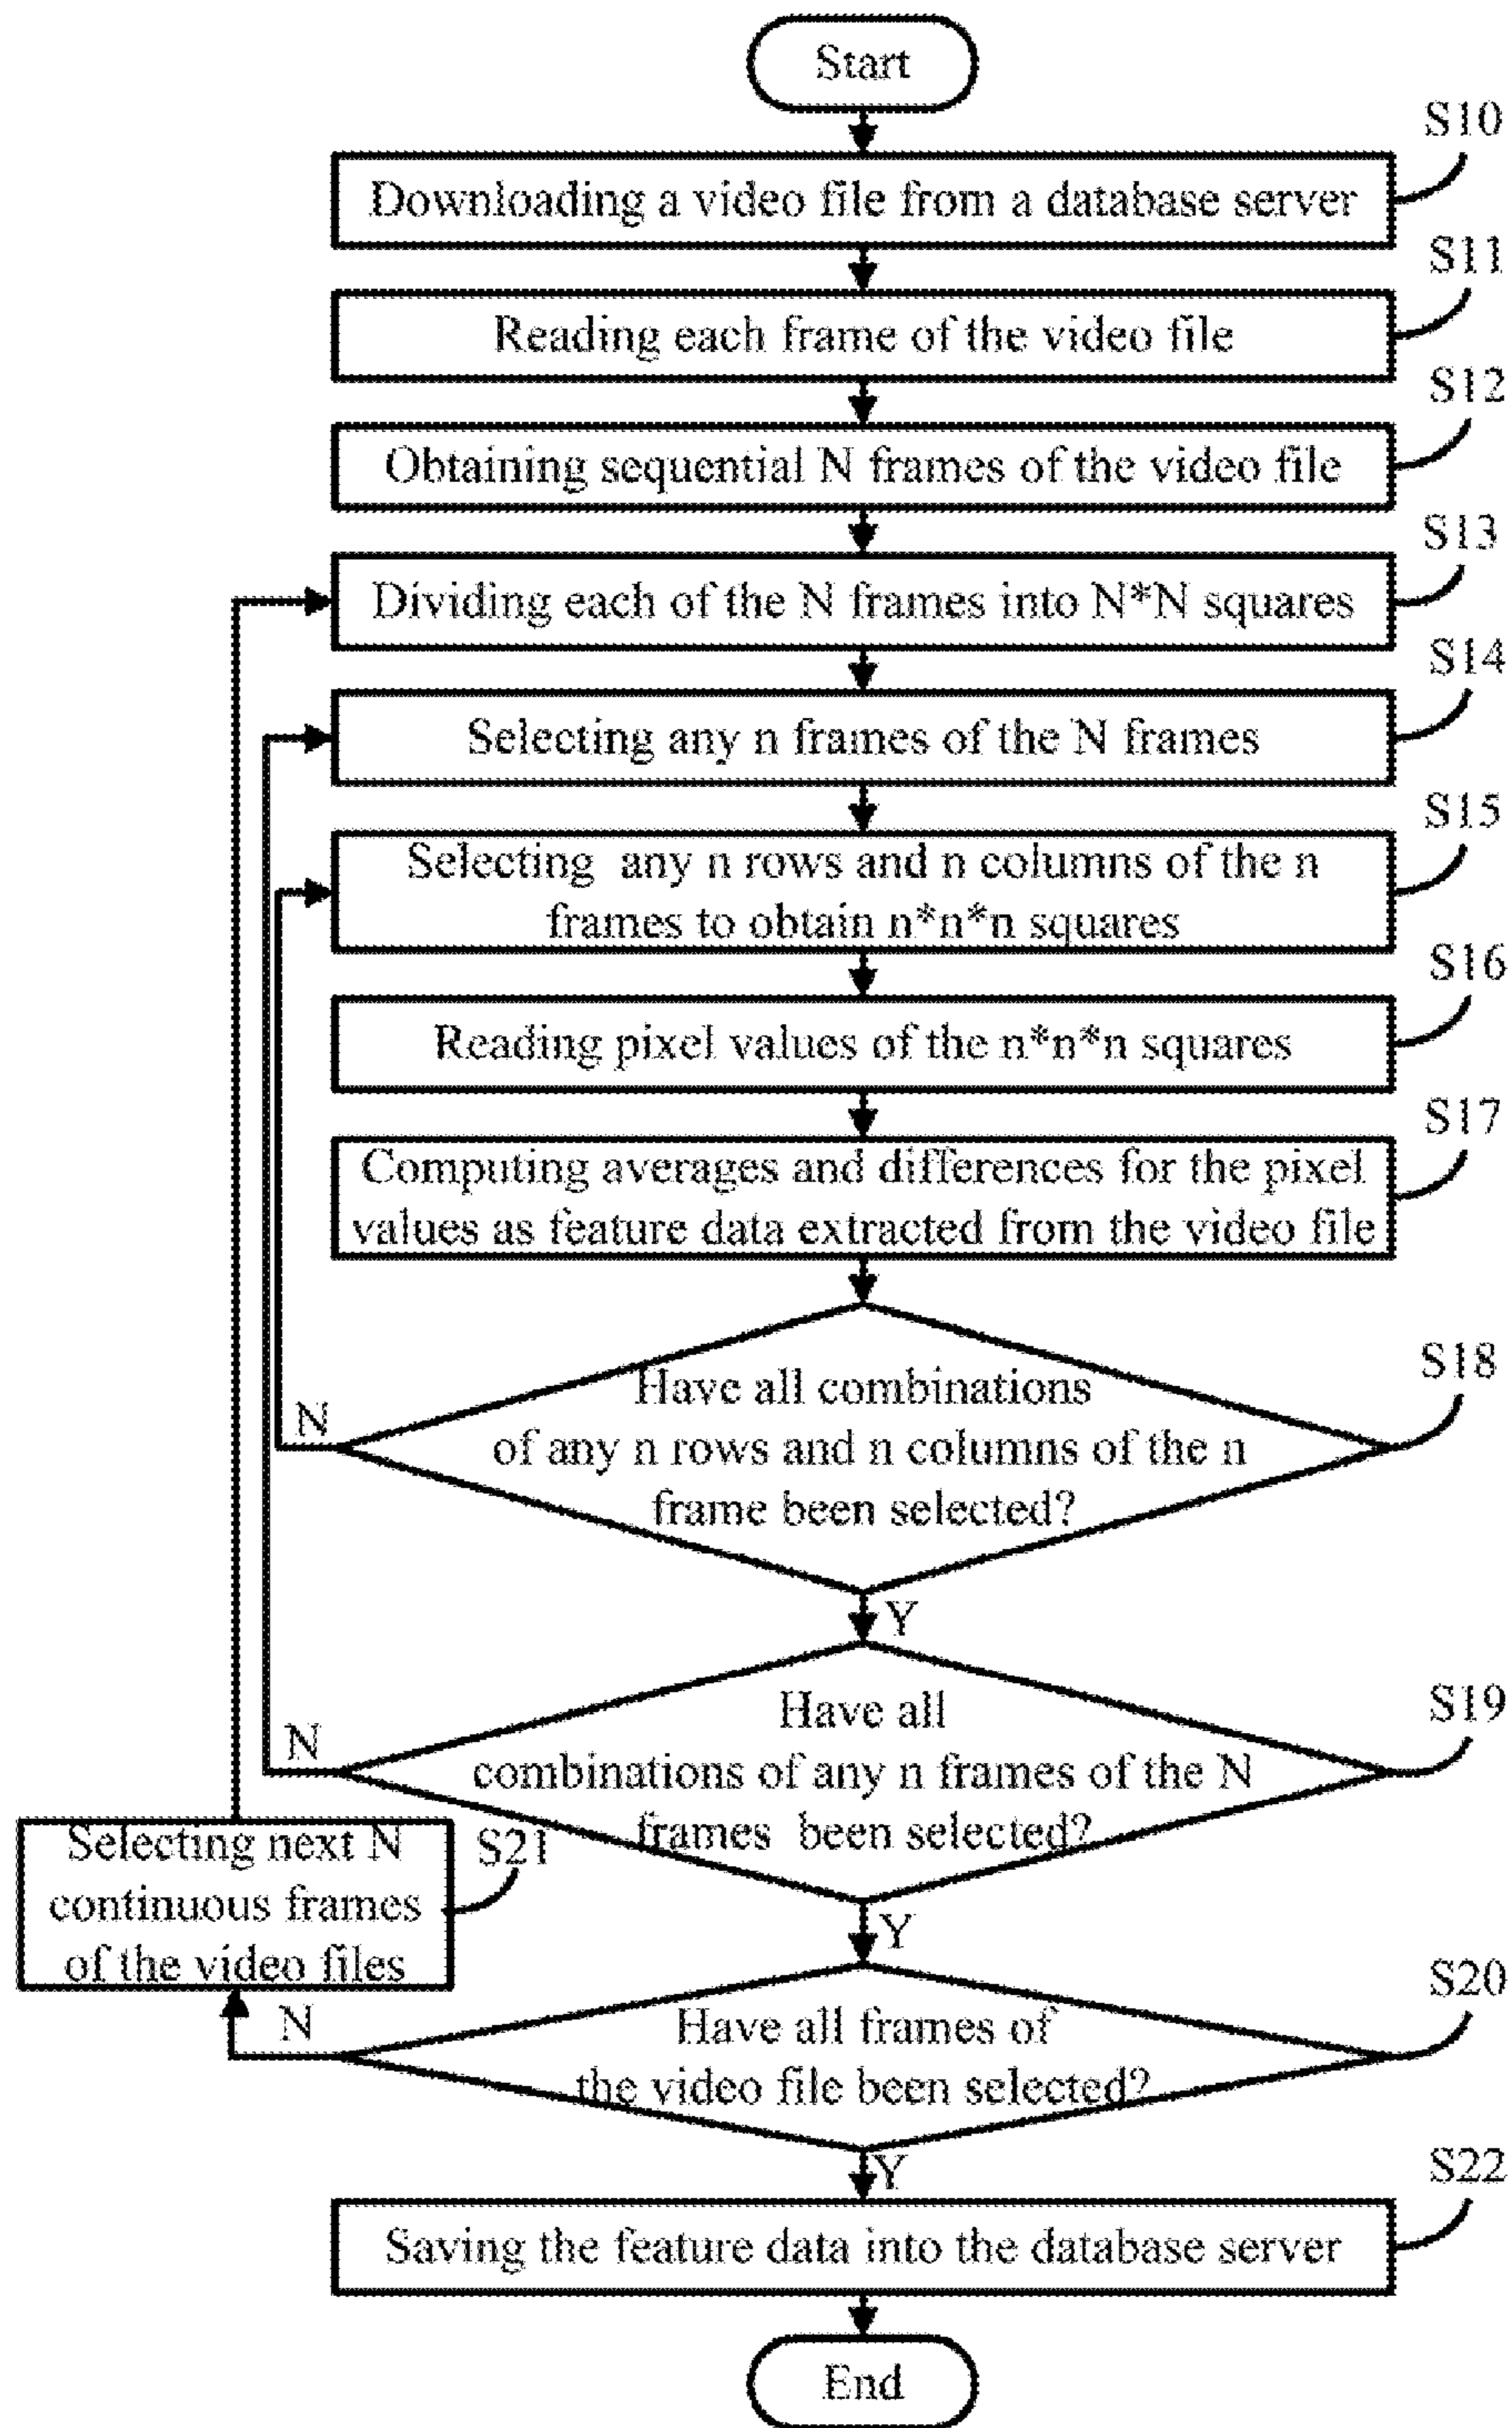 Start
S10
Downloading a video file from a database server
S11
Reading each frame of the video file
S12
Obtaining sequential N frames of the video file
S13
Dividing each of the N frames into N*N squares
S14
Selecting any n frames of the N frames
S15
Selecting any n rows and n columns of the n
frames to obtain n*n*n squares
S16
Reading pixel values of the n*n*n squares
S17
Computing averages and differences for the pixel
values as feature data extracted from the video file
S18
Have all combinations
of any n rows and n columns of the n
frame been selected?
N
Y
S19
Have all
combinations of any n frames of the N
frames been selected?
N
Y
S21
Selecting next N
continuous frames
of the video files
S20
Have all frames of
the video file been selected?
N
Y
S22
Saving the feature data into the database server
End